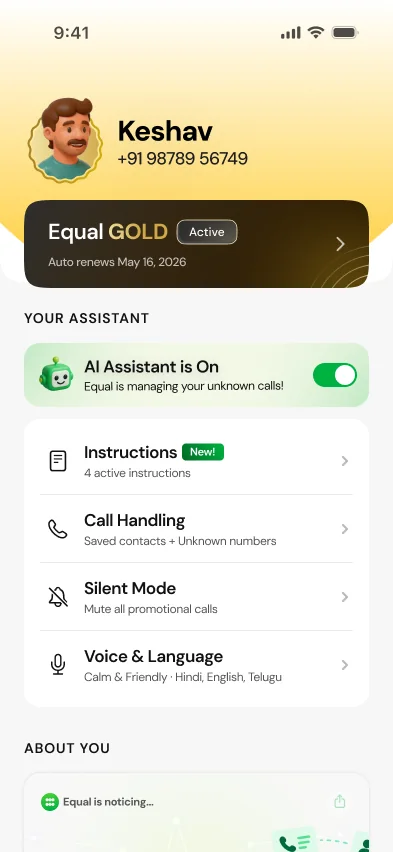 9:41
Keshav
+91 98789 56749
Equal GOLD Active
Auto renews May 16, 2026
YOUR ASSISTANT
AI Assistant is On
Equal is managing your unknown calls!
Instructions New!
4 active instructions
Call Handling
Saved contacts + Unknown numbers
Silent Mode
Mute all promotional calls
Voice & Language
Calm & Friendly · Hindi, English, Telugu
ABOUT YOU
Equal is noticing...